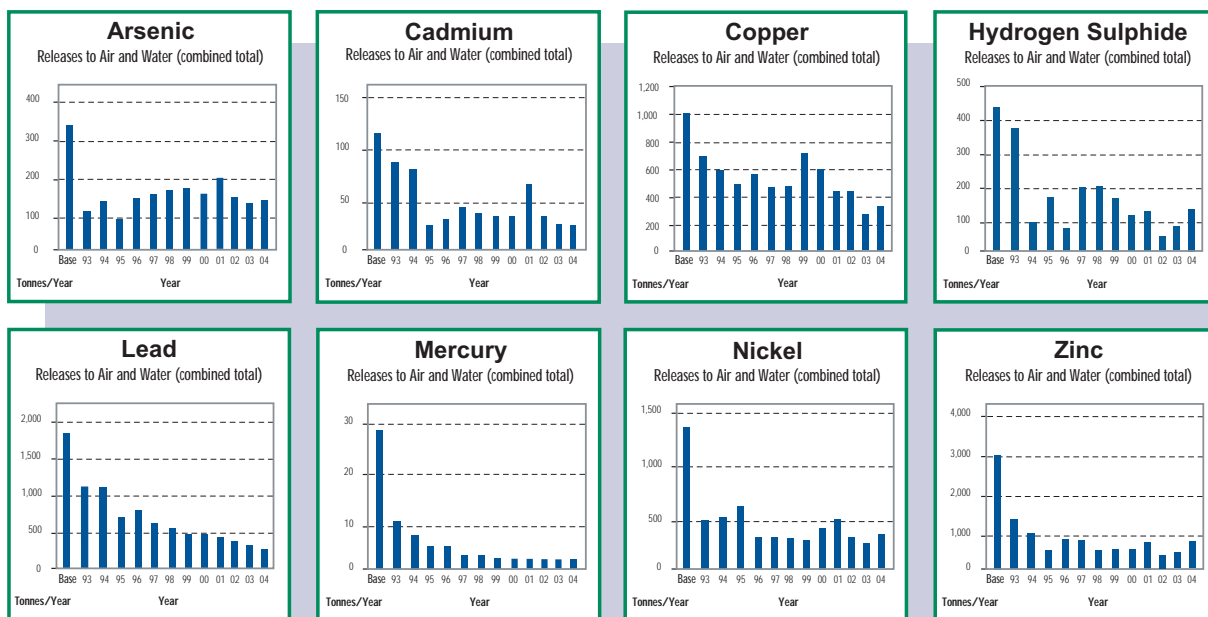 Arsenic
Releases to Air and Water (combined total)
400
300
200
100
0
Base 93 94 95 96 97 98 99 00 01 02 03 04
Tonnes/Year Year
Cadmium
Releases to Air and Water (combined total)
150
100
50
0
Base 93 94 95 96 97 98 99 00 01 02 03 04
Tonnes/Year Year
Copper
Releases to Air and Water (combined total)
1,200
1,000
800
600
400
200
0
Base 93 94 95 96 97 98 99 00 01 02 03 04
Tonnes/Year Year
Hydrogen Sulphide
Releases to Air and Water (combined total)
500
400
300
200
100
0
Base 93 94 95 96 97 98 99 00 01 02 03 04
Tonnes/Year Year
Lead
Releases to Air and Water (combined total)
2,000
1,500
1,000
500
0
Base 93 94 95 96 97 98 99 00 01 02 03 04
Tonnes/Year Year
Mercury
Releases to Air and Water (combined total)
30
20
10
0
Base 93 94 95 96 97 98 99 00 01 02 03 04
Tonnes/Year Year
Nickel
Releases to Air and Water (combined total)
1,500
1,000
500
0
Base 93 94 95 96 97 98 99 00 01 02 03 04
Tonnes/Year Year
Zinc
Releases to Air and Water (combined total)
4,000
3,000
2,000
1,000
0
Base 93 94 95 96 97 98 99 00 01 02 03 04
Tonnes/Year Year